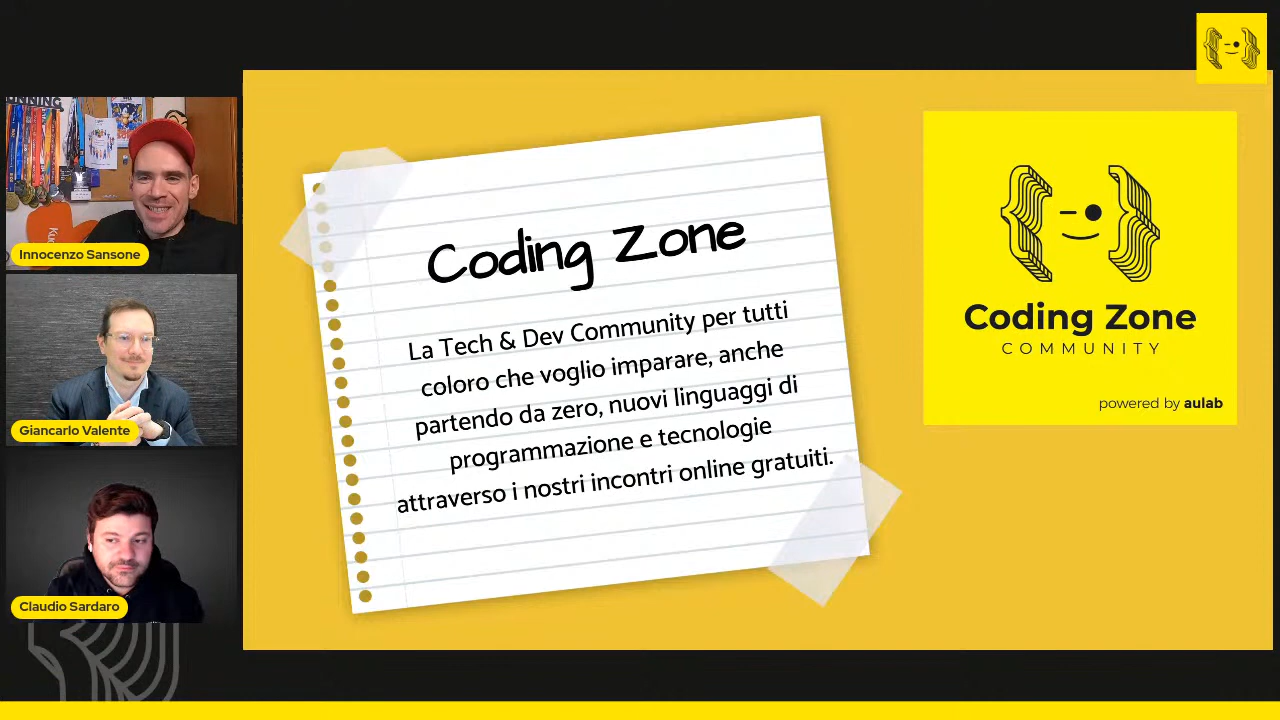 UNNING
Innocenzo Sansone
Giancarlo Valente
Claudio Sardaro
Coding Zone
La Tech & Dev Community per tutti
coloro che voglio imparare, anche
partendo da zero, nuovi linguaggi di
programmazione e tecnologie
attraverso i nostri incontri online gratuiti.
Coding Zone
COMMUNITY
powered by aulab